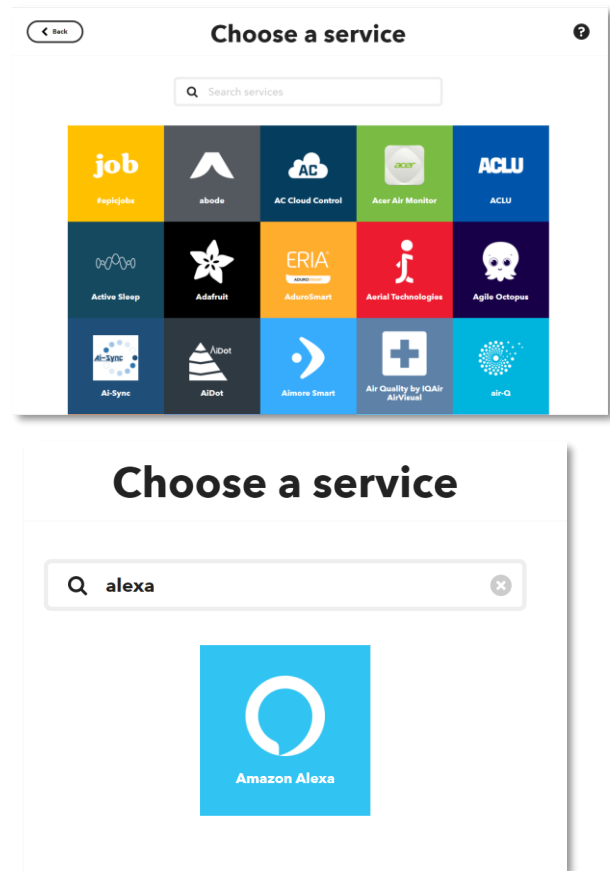 Back
Choose a service
?
Search services
job
AC
acer
ACLU
#epicjobs
abode
AC Cloud Control
Acer Air Monitor
ACLU
ERIA
ADUROSMART
Active Sleep
Adafruit
AduroSmart
Aerial Technologies
Agile Octopus
Ai-Sync
AiDot
Ai-Sync
AiDot
Aimore Smart
Air Quality by IQAir
AirVisual
air-Q
Choose a service
alexa
Amazon Alexa